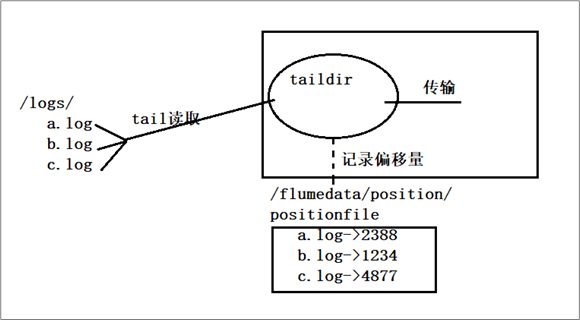 /logs/
a.log
b.log
c.log
tail读取
taildir
传输
记录偏移量
/flumedata/position/
positionfile
a.log->2388
b.log->1234
c.log->4877